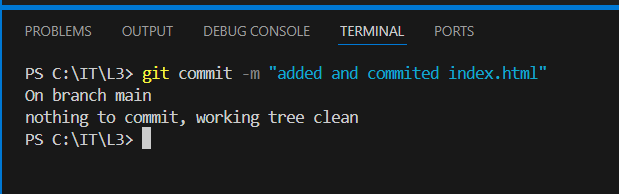 PROBLEMS OUTPUT DEBUG CONSOLE TERMINAL PORTS
PS C:\IT\L3> git commit -m "added and commited index.html"
On branch main
nothing to commit, working tree clean
PS C:\IT\L3>